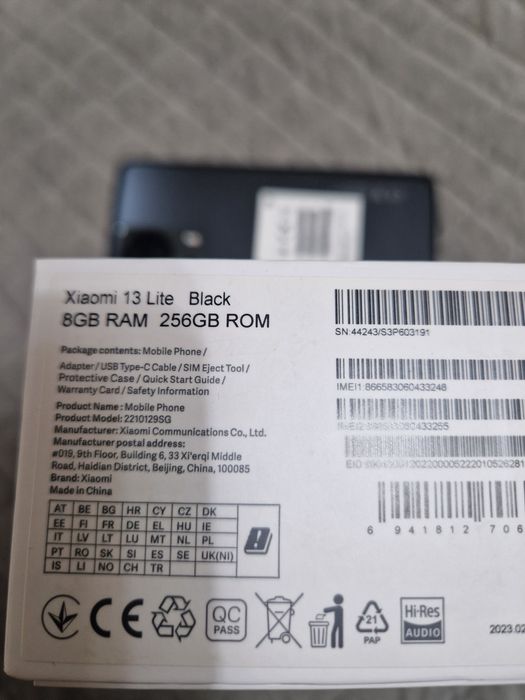 Xiaomi 13 Lite Black
8GB RAM 256GB ROM
Package contents: Mobile Phone /
Adapter / USB Type-C Cable / SIM Eject Tool /
Protective Case / Quick Start Guide /
Warranty Card / Safety Information
Product Name: Mobile Phone
Product Model: 2210129SG
Manufacturer: Xiaomi Communications Co., Ltd.
Manufacturer postal address:
#019, 9th Floor, Building 6, 33 Xi'erqi Middle
Road, Haidian District, Beijing, China, 100085
Brand: Xiaomi
Made in China
AT BE BG HR CY CZ DK
EE FI FR DE EL HU IE
IT LV LT LU MT NL PL
PT RO SK SI ES SE UK(NI)
IS LI NO CH TR
SN:44243/S3P603191
IMEI1:866583060433248
6 941812 706
CE
QC
PASS
21
PAP
Hi-Res
AUDIO
2023.02